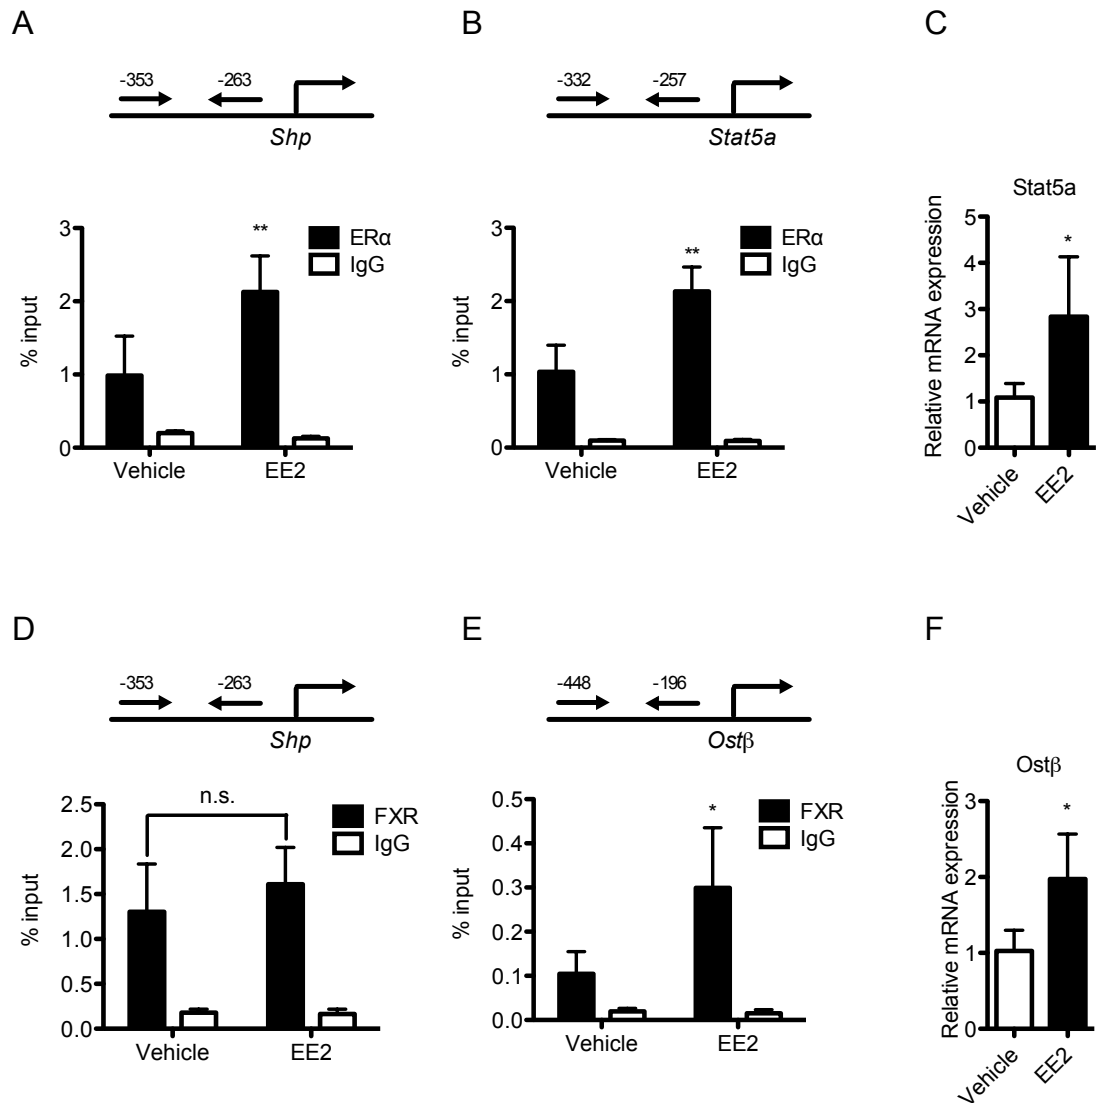 A
B
C
-353
-263
Shp
-332
-257
Stat5a
3
2
1
0
% input
**
ERα
IgG
Vehicle
EE2
3
2
1
0
% input
**
ERα
IgG
Vehicle
EE2
Stat5a
5
4
3
2
1
0
Relative mRNA expression
*
Vehicle
EE2
D
E
F
-353
-263
Shp
-448
-196
Ostβ
2.5
2.0
1.5
1.0
0.5
0.0
% input
n.s.
FXR
IgG
Vehicle
EE2
0.5
0.4
0.3
0.2
0.1
0.0
% input
*
FXR
IgG
Vehicle
EE2
Ostβ
3
2
1
0
Relative mRNA expression
*
Vehicle
EE2